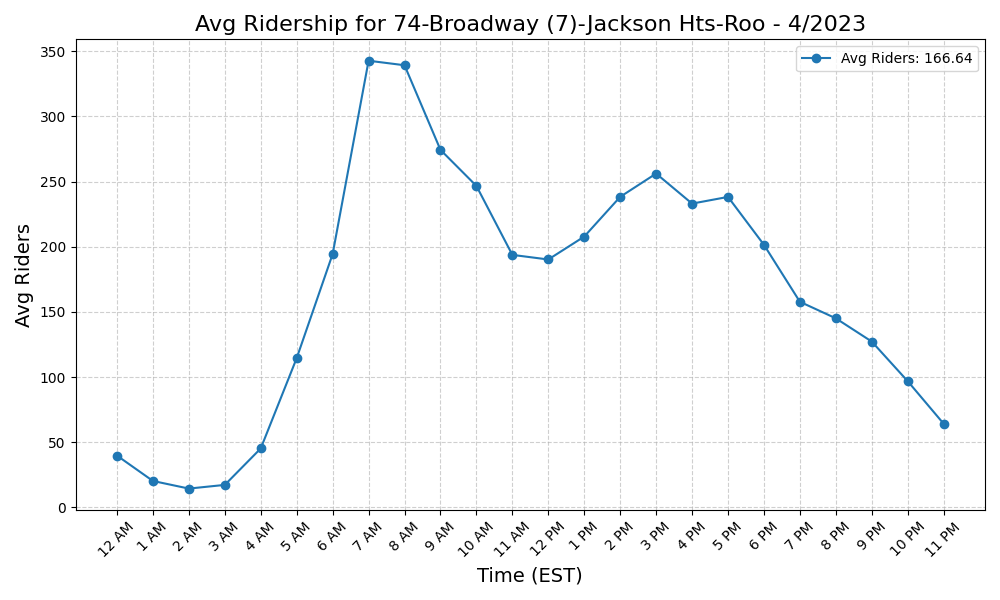 Avg Ridership for 74-Broadway (7)-Jackson Hts-Roo - 4/2023
Avg Riders: 166.64
Avg Riders
350
300
250
200
150
100
50
0
12 AM
1 AM
2 AM
3 AM
4 AM
5 AM
6 AM
7 AM
8 AM
9 AM
10 AM
11 AM
12 PM
1 PM
2 PM
3 PM
4 PM
5 PM
6 PM
7 PM
8 PM
9 PM
10 PM
11 PM
Time (EST)